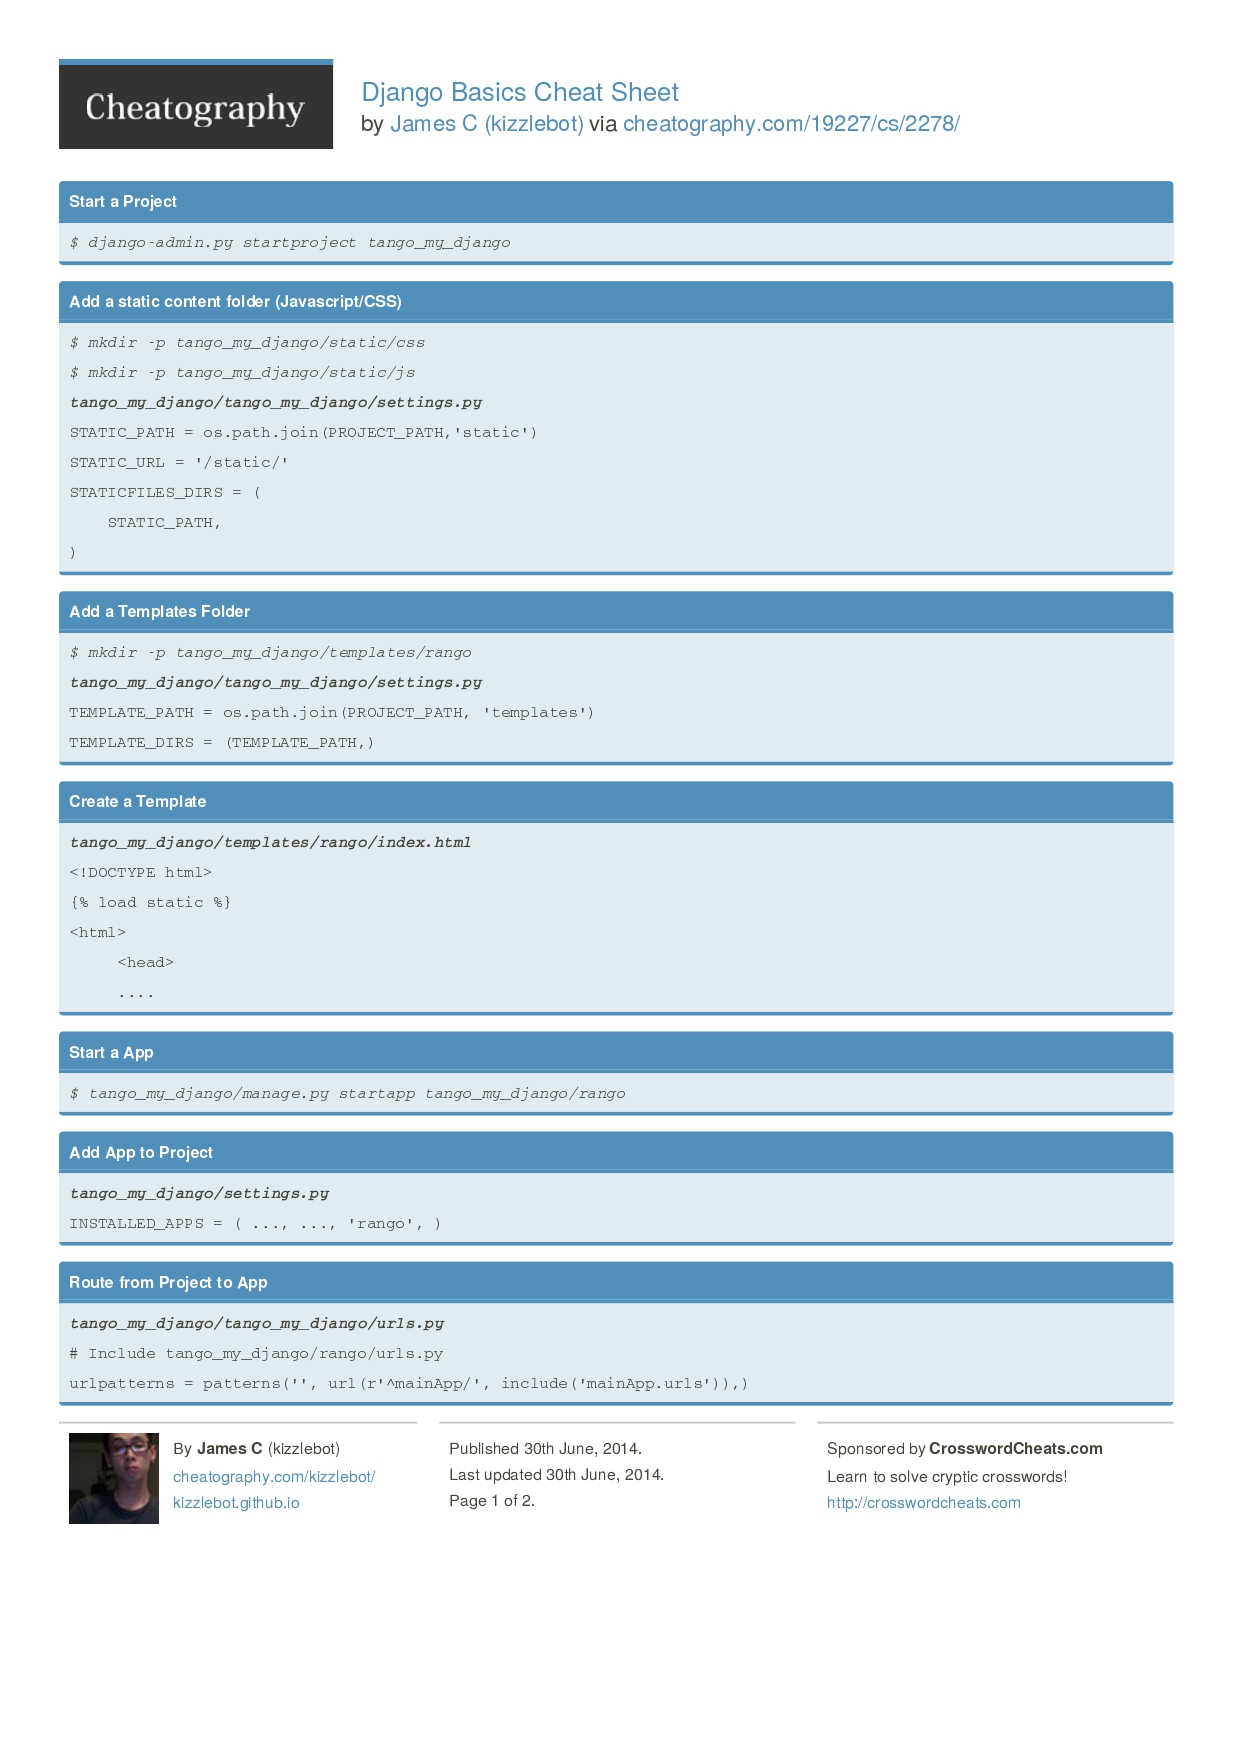 Cheatography
Django Basics Cheat Sheet
by James C (kizzlebot) via cheatography.com/19227/cs/2278/
Start a Project
$ django-admin.py startproject tango_my_django
Add a static content folder (Javascript/CSS)
$ mkdir -p tango_my_django/static/css
$ mkdir -p tango_my_django/static/js
tango_my_django/tango_my_django/settings.py
STATIC_PATH = os.path.join(PROJECT_PATH,'static')
STATIC_URL = '/static/'
STATICFILES_DIRS = (
    STATIC_PATH,
)
Add a Templates Folder
$ mkdir -p tango_my_django/templates/rango
tango_my_django/tango_my_django/settings.py
TEMPLATE_PATH = os.path.join(PROJECT_PATH, 'templates')
TEMPLATE_DIRS = (TEMPLATE_PATH,)
Create a Template
tango_my_django/templates/rango/index.html
<!DOCTYPE html>
{% load static %}
<html>
     <head>
     ....
Start a App
$ tango_my_django/manage.py startapp tango_my_django/rango
Add App to Project
tango_my_django/settings.py
INSTALLED_APPS = ( ..., ..., 'rango', )
Route from Project to App
tango_my_django/tango_my_django/urls.py
# Include tango_my_django/rango/urls.py
urlpatterns = patterns('', url(r'^mainApp/', include('mainApp.urls')),)
By James C (kizzlebot)
cheatography.com/kizzlebot/
kizzlebot.github.io
Published 30th June, 2014.
Last updated 30th June, 2014.
Page 1 of 2.
Sponsored by CrosswordCheats.com
Learn to solve cryptic crosswords!
http://crosswordcheats.com